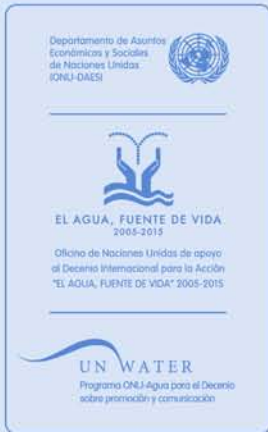 Departamento de Asuntos
Económicos y Sociales
de Naciones Unidas
(ONU-DAES)
EL AGUA, FUENTE DE VIDA
2005-2015
Oficina de Naciones Unidas de apoyo
al Decenio Internacional para la Acción
"EL AGUA, FUENTE DE VIDA" 2005-2015
UN WATER
Programa ONU-Agua para el Decenio
sobre promoción y comunicación